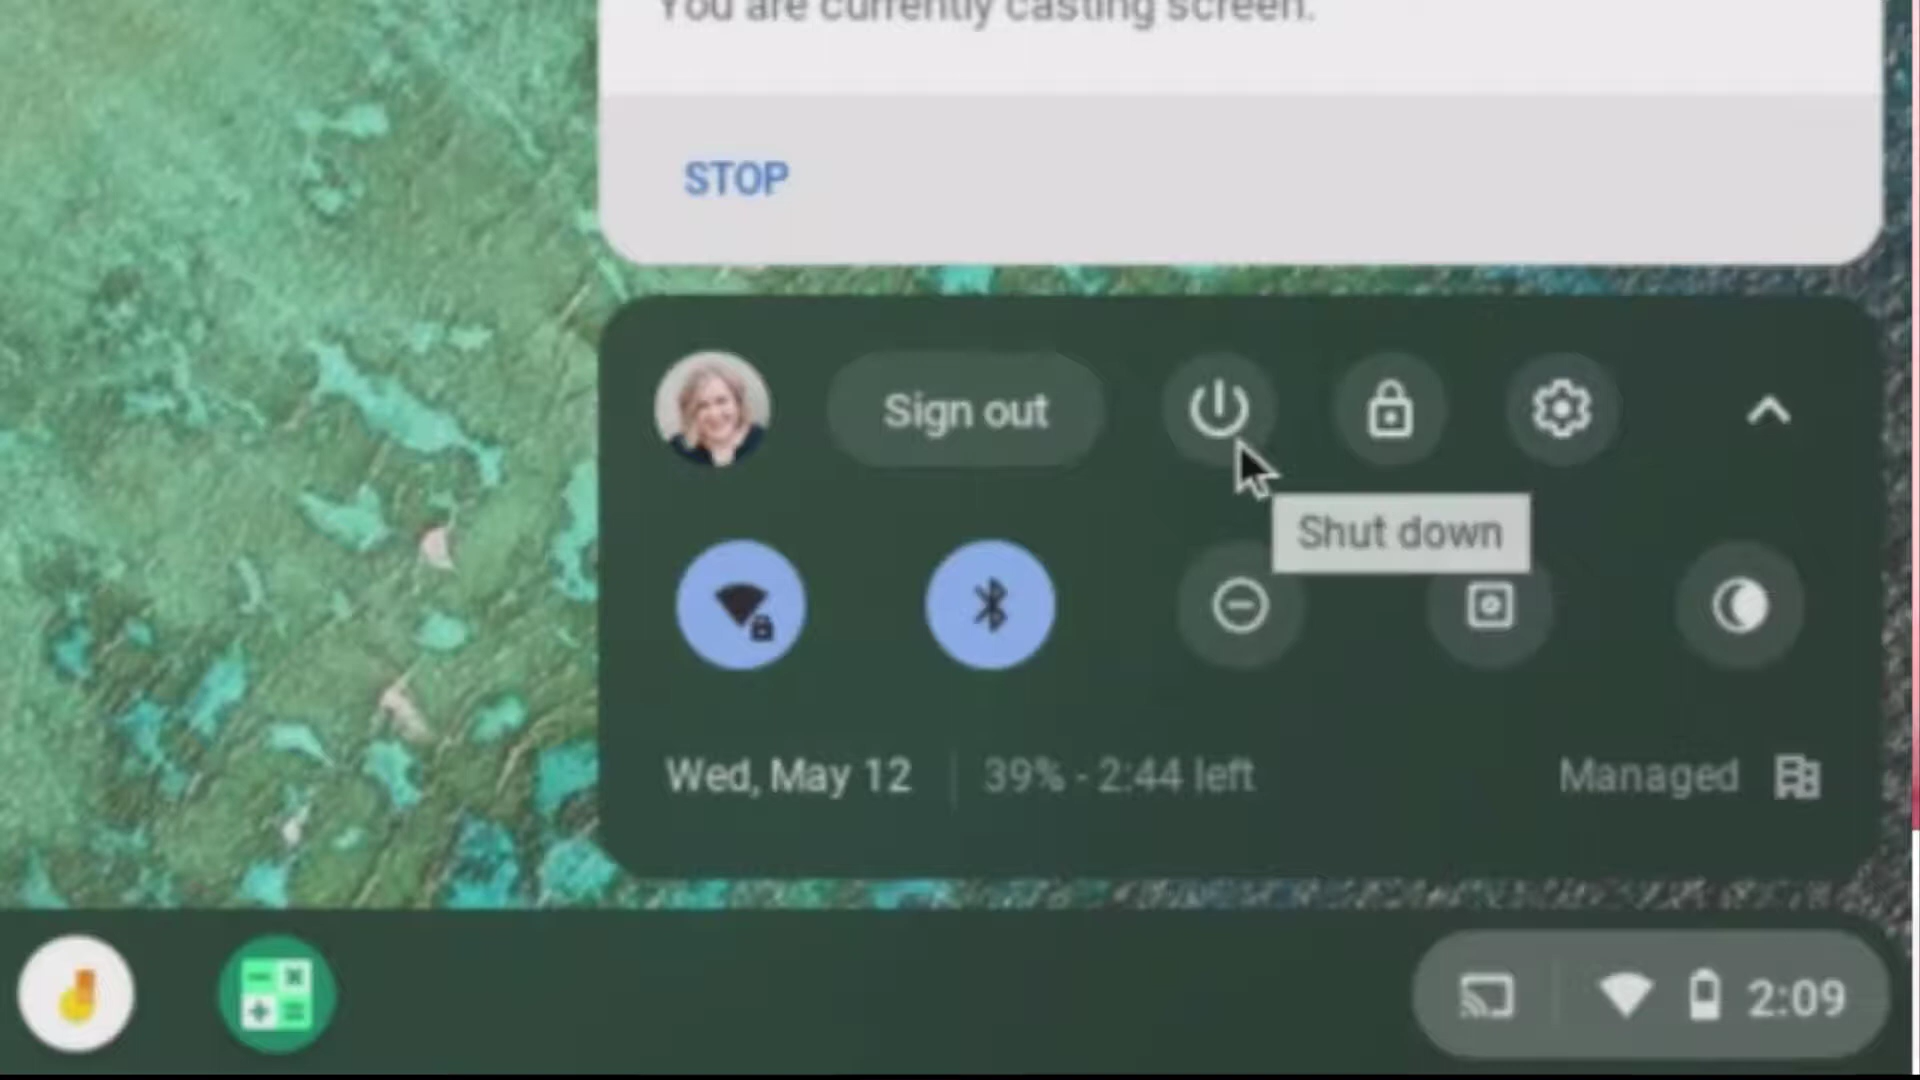 You are currently casting screen.
STOP
Sign out
Shut down
Wed, May 12
39% - 2:44 left
Managed
2:09